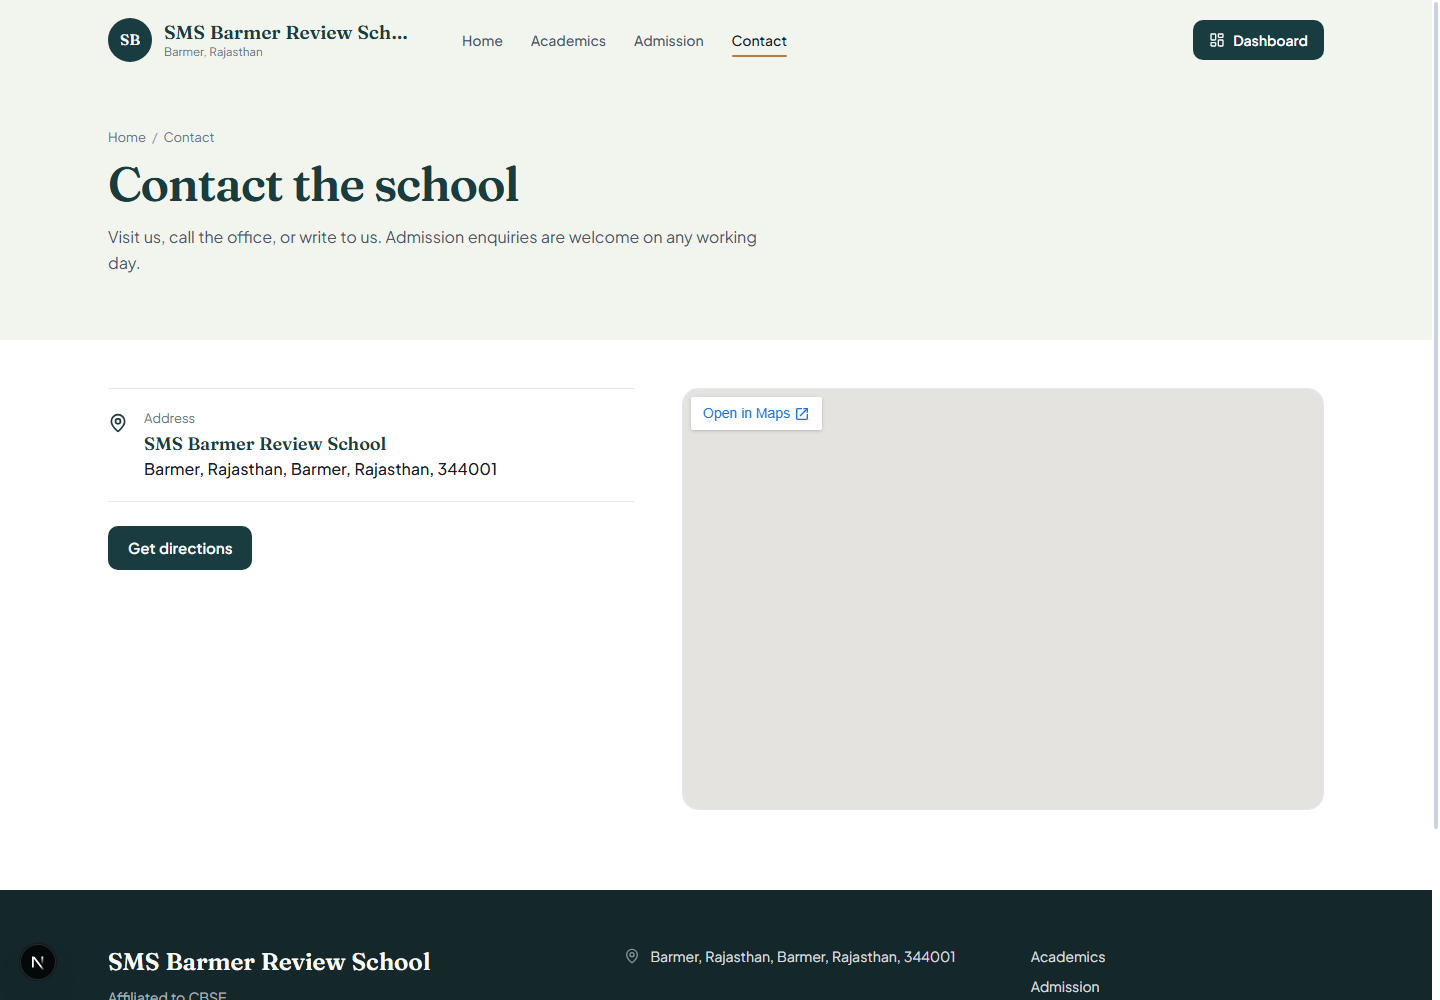 SB
SMS Barmer Review Sch...
Barmer, Rajasthan
Home
Academics
Admission
Contact
Dashboard
Home / Contact
Contact the school
Visit us, call the office, or write to us. Admission enquiries are welcome on any working
day.
Address
SMS Barmer Review School
Barmer, Rajasthan, Barmer, Rajasthan, 344001
Get directions
Open in Maps
N
SMS Barmer Review School
Affiliated to CBSE
Barmer, Rajasthan, Barmer, Rajasthan, 344001
Academics
Admission